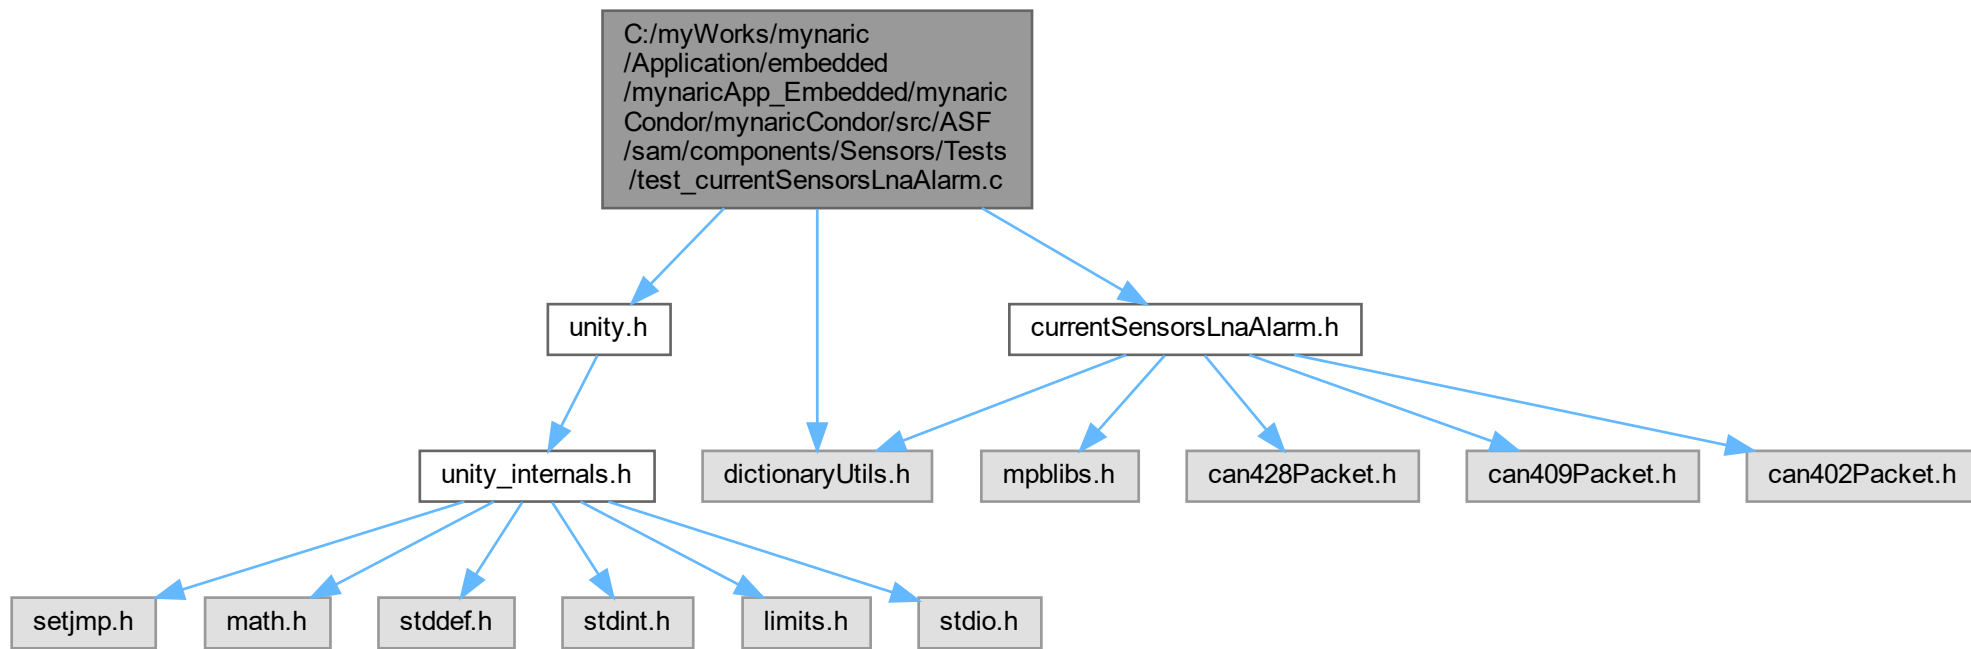 C:/myWorks/mynaric
/Application/embedded
/mynaricApp_Embedded/mynaric
Condor/mynaricCondor/src/ASF
/sam/components/Sensors/Tests
/test_currentSensorsLnaAlarm.c
unity.h
currentSensorsLnaAlarm.h
unity_internals.h
dictionaryUtils.h
mpblibs.h
can428Packet.h
can409Packet.h
can402Packet.h
setjmp.h
math.h
stddef.h
stdint.h
limits.h
stdio.h